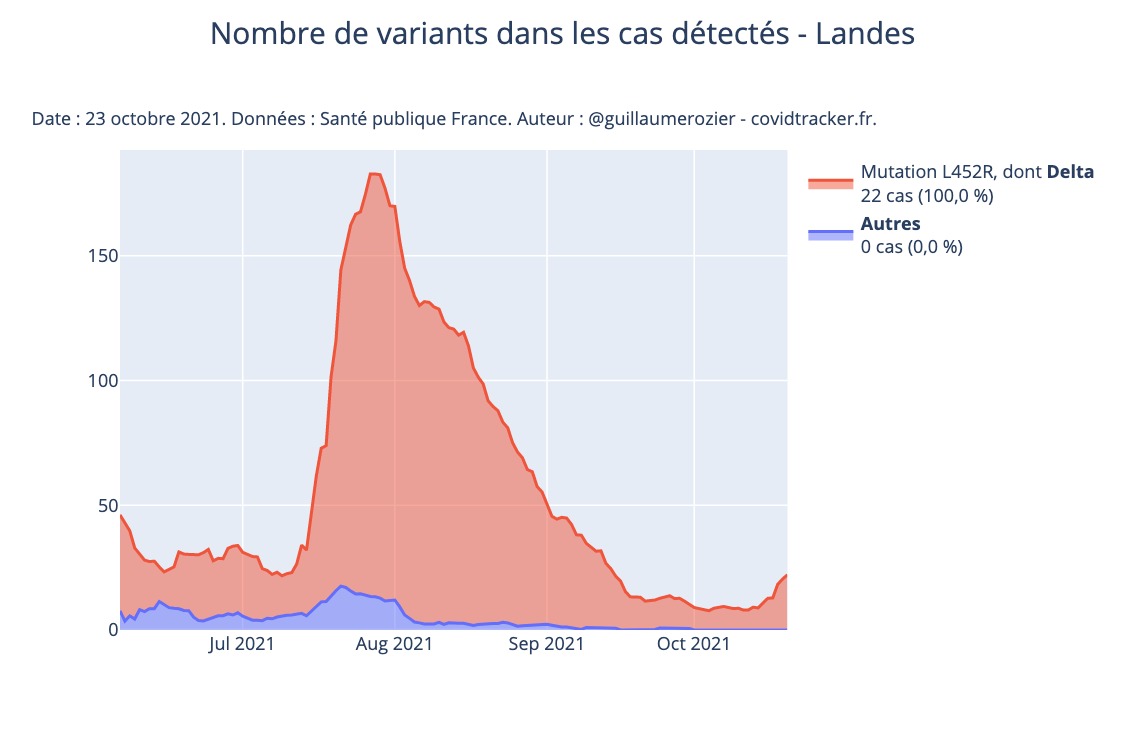 Nombre de variants dans les cas détectés - Landes
Date : 23 octobre 2021. Données : Santé publique France. Auteur : @guillaumerozier - covidtracker.fr.
Mutation L452R, dont Delta
22 cas (100,0 %)
Autres
0 cas (0,0 %)
150
100
50
0
Jul 2021
Aug 2021
Sep 2021
Oct 2021